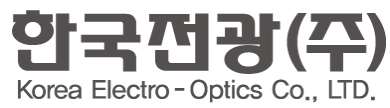 한국전광(주)
Korea Electro-Optics Co., LTD.